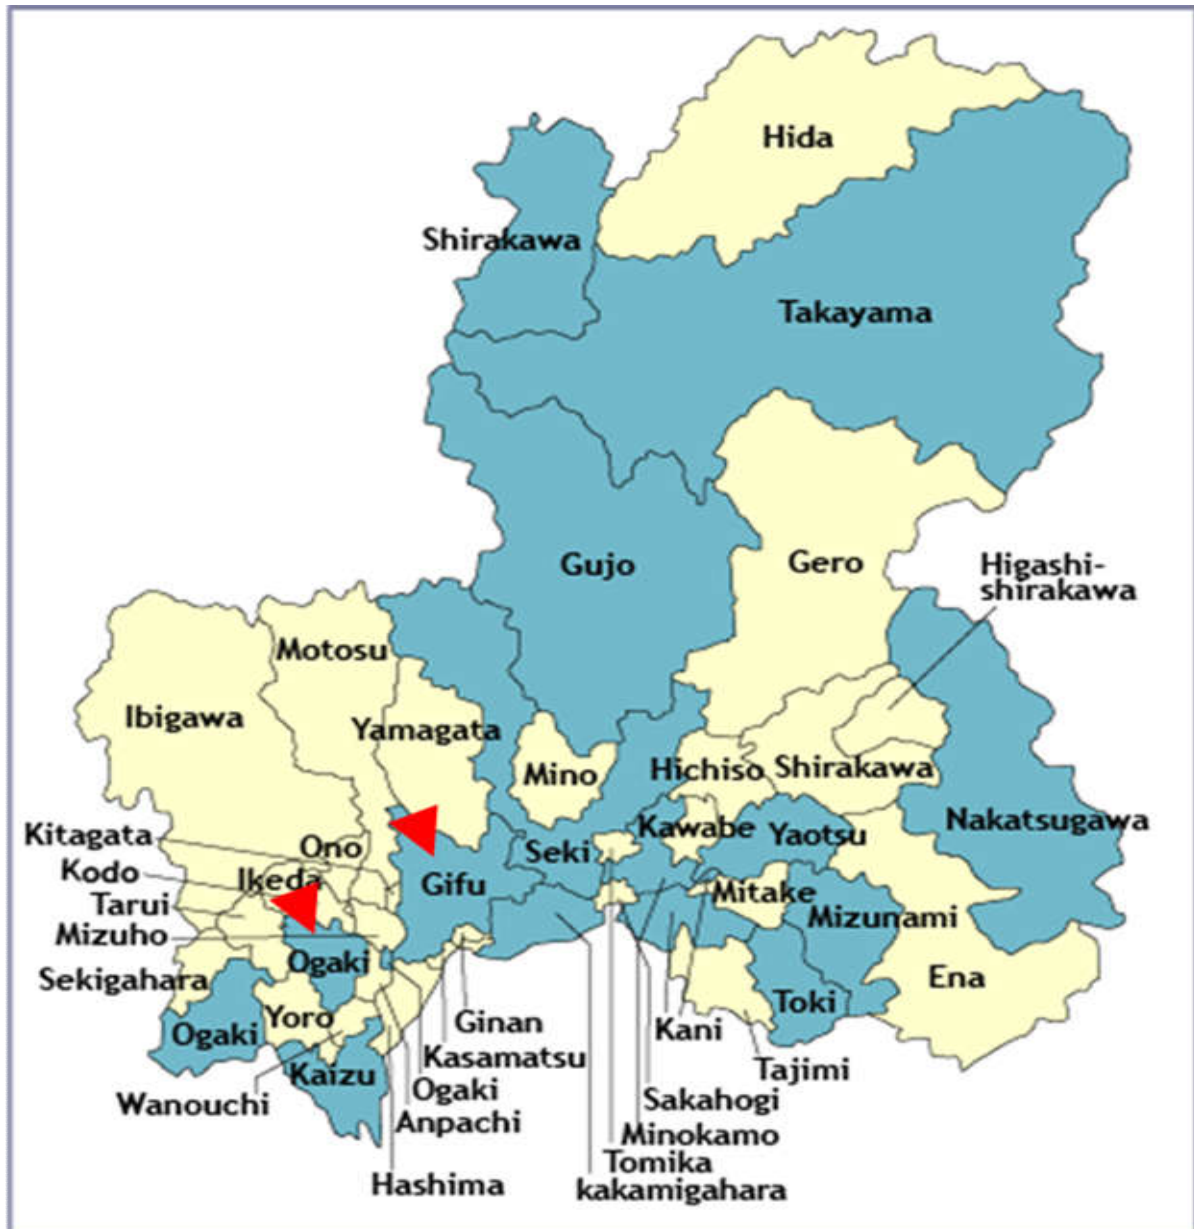 Hida
Shirakawa
Takayama
Gujo
Gero
Higashi-
shirakawa
Motosu
Ibigawa
Yamagata
Mino
Hichiso
Shirakawa
Nakatsugawa
Kitagata
Ono
Kawabe
Yaotsu
Seki
Kodo
Ikeda
Gifu
Mitake
Tarui
Mizunami
Mizuho
Ogaki
Sekigahara
Ena
Toki
Yoro
Ogaki
Ginan
Kani
Kasamatsu
Tajimi
Kaizu
Ogaki
Wanouchi
Sakahogi
Anpachi
Minokamo
Tomika
Hashima
kakamigahara